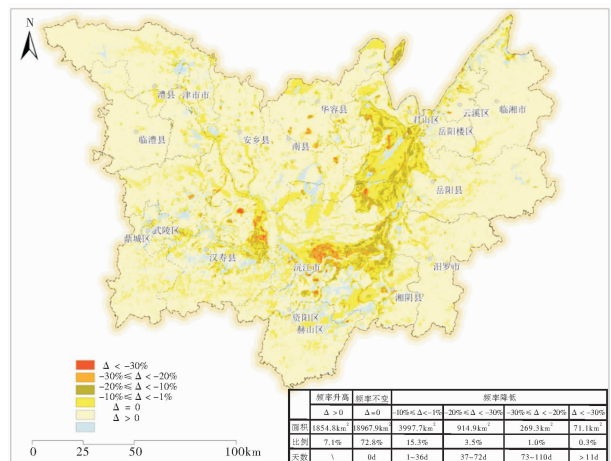 N
澧县
津市市
临澧县
安乡县
南县
华容县
君山区
云溪区
临湘市
岳阳楼区
岳阳县
鼎城区
武陵区
汉寿县
沅江市
汨罗市
湘阴县
资阳区
赫山区
Δ < -30%
-30%≤ Δ < -20%
-20%≤ Δ < -10%
-10%≤ Δ < -1%
Δ = 0
Δ > 0
0 25 50 100km
频率升高 频率不变 频率降低
Δ > 0 Δ=0 -10%≤Δ<-1% -20%≤Δ< -30% -30%≤ Δ< -20% Δ < -30%
面积 1854.8km² 18967.9km² 3997.7km² 914.9km² 269.3km² 71.1km²
比例 7.1% 72.8% 15.3% 3.5% 1.0% 0.3%
天数 \ 0d 1~36d 37~72d 73~110d > 11d